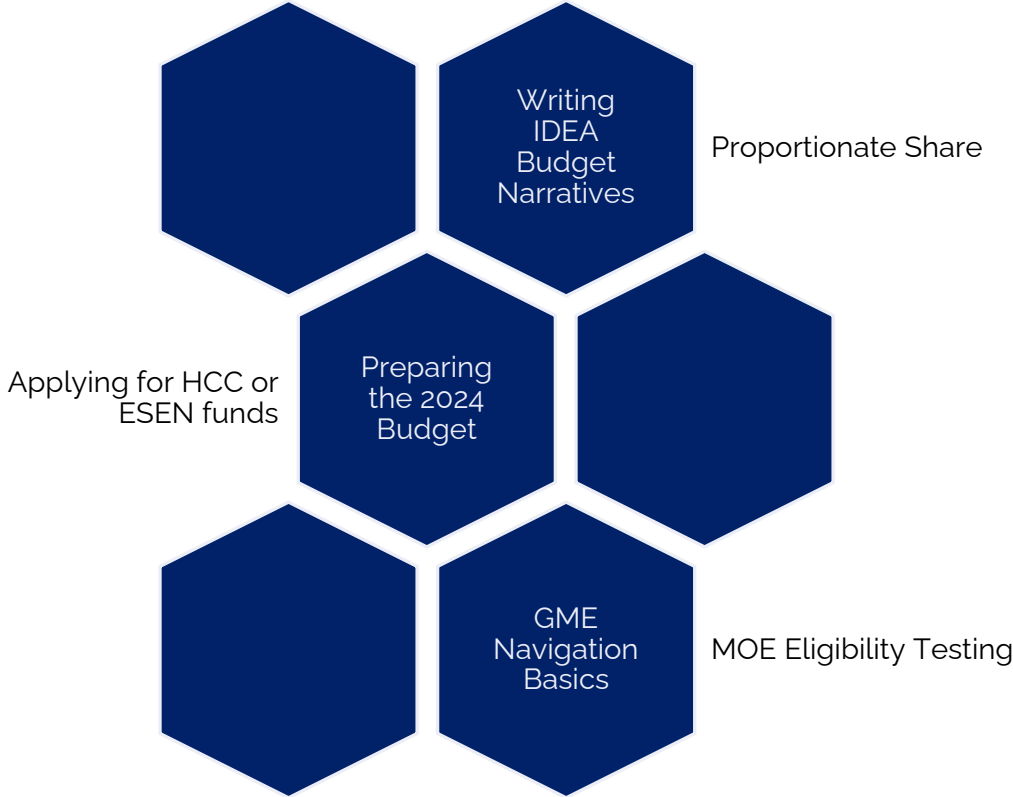 Writing
IDEA
Budget
Narratives
Proportionate Share
Applying for HCC or
ESEN funds
Preparing
the 2024
Budget
GME
Navigation
Basics
MOE Eligibility Testing